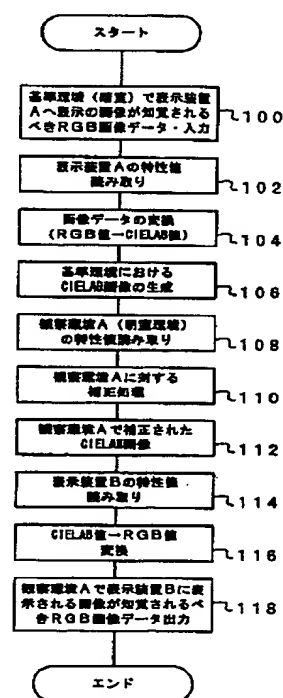 スタート
基準環境（暗室）で表示装置
Aへ表示の画像が知覚される
べきRGB画像データ・入力
100
表示装置Aの特性値
読み取り
102
画像データの変換
(RGB値→CIELAB値)
104
基準環境における
CIELAB画像の生成
106
観察環境A（明室環境）
の特性値読み取り
108
観察環境Aに対する
補正処理
110
観察環境Aで補正された
CIELAB画像
112
表示装置Bの特性値
読み取り
114
CIELAB値→RGB値
変換
116
観察環境Aで表示装置Bに表
示される画像が知覚されるべ
きRGB画像データ出力
118
エンド